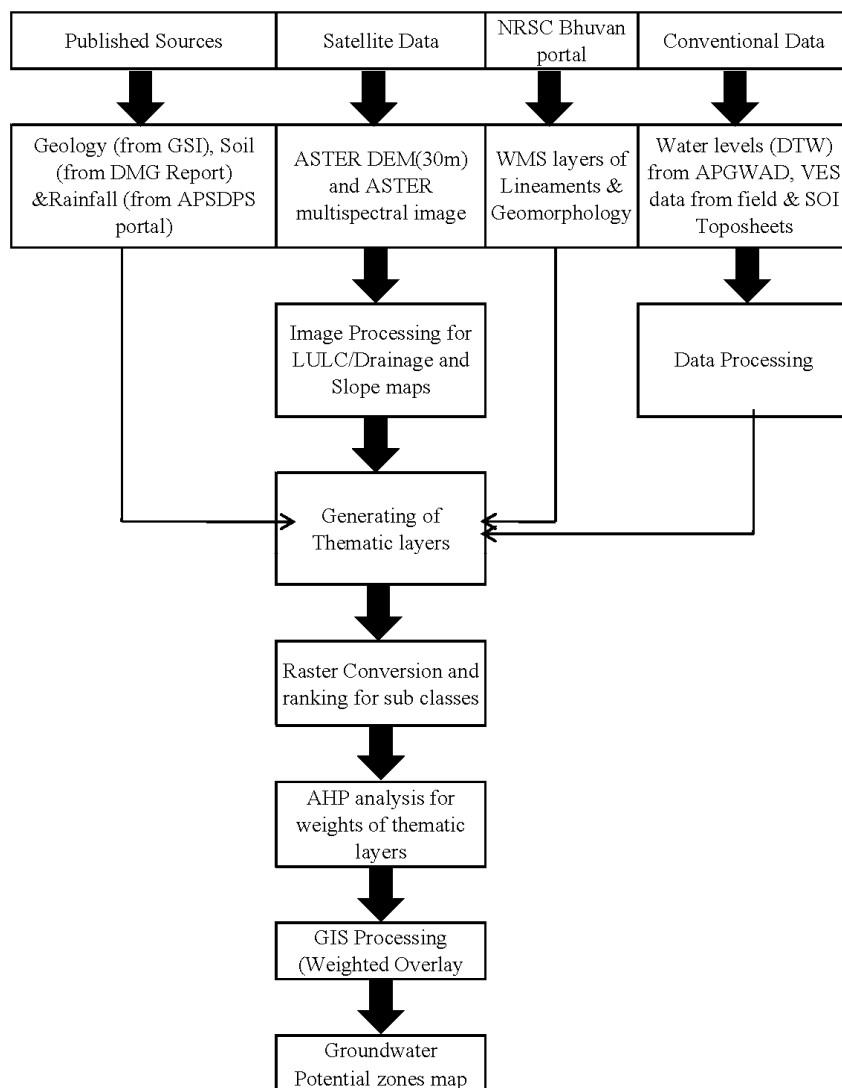 Published Sources
Satellite Data
NRSC Bhuvan
portal
Conventional Data
Geology (from GSI), Soil
(from DMG Report)
&Rainfall (from APSDPS
portal)
ASTER DEM(30m)
and ASTER
multispectral image
WMS layers of
Lineaments &
Geomorphology
Water levels (DTW)
from APGWAD, VES
data from field & SOI
Toposheets
Image Processing for
LULC/Drainage and
Slope maps
Data Processing
Generating of
Thematic layers
Raster Conversion and
ranking for sub classes
AHP analysis for
weights of thematic
layers
GIS Processing
(Weighted Overlay
Groundwater
Potential zones map